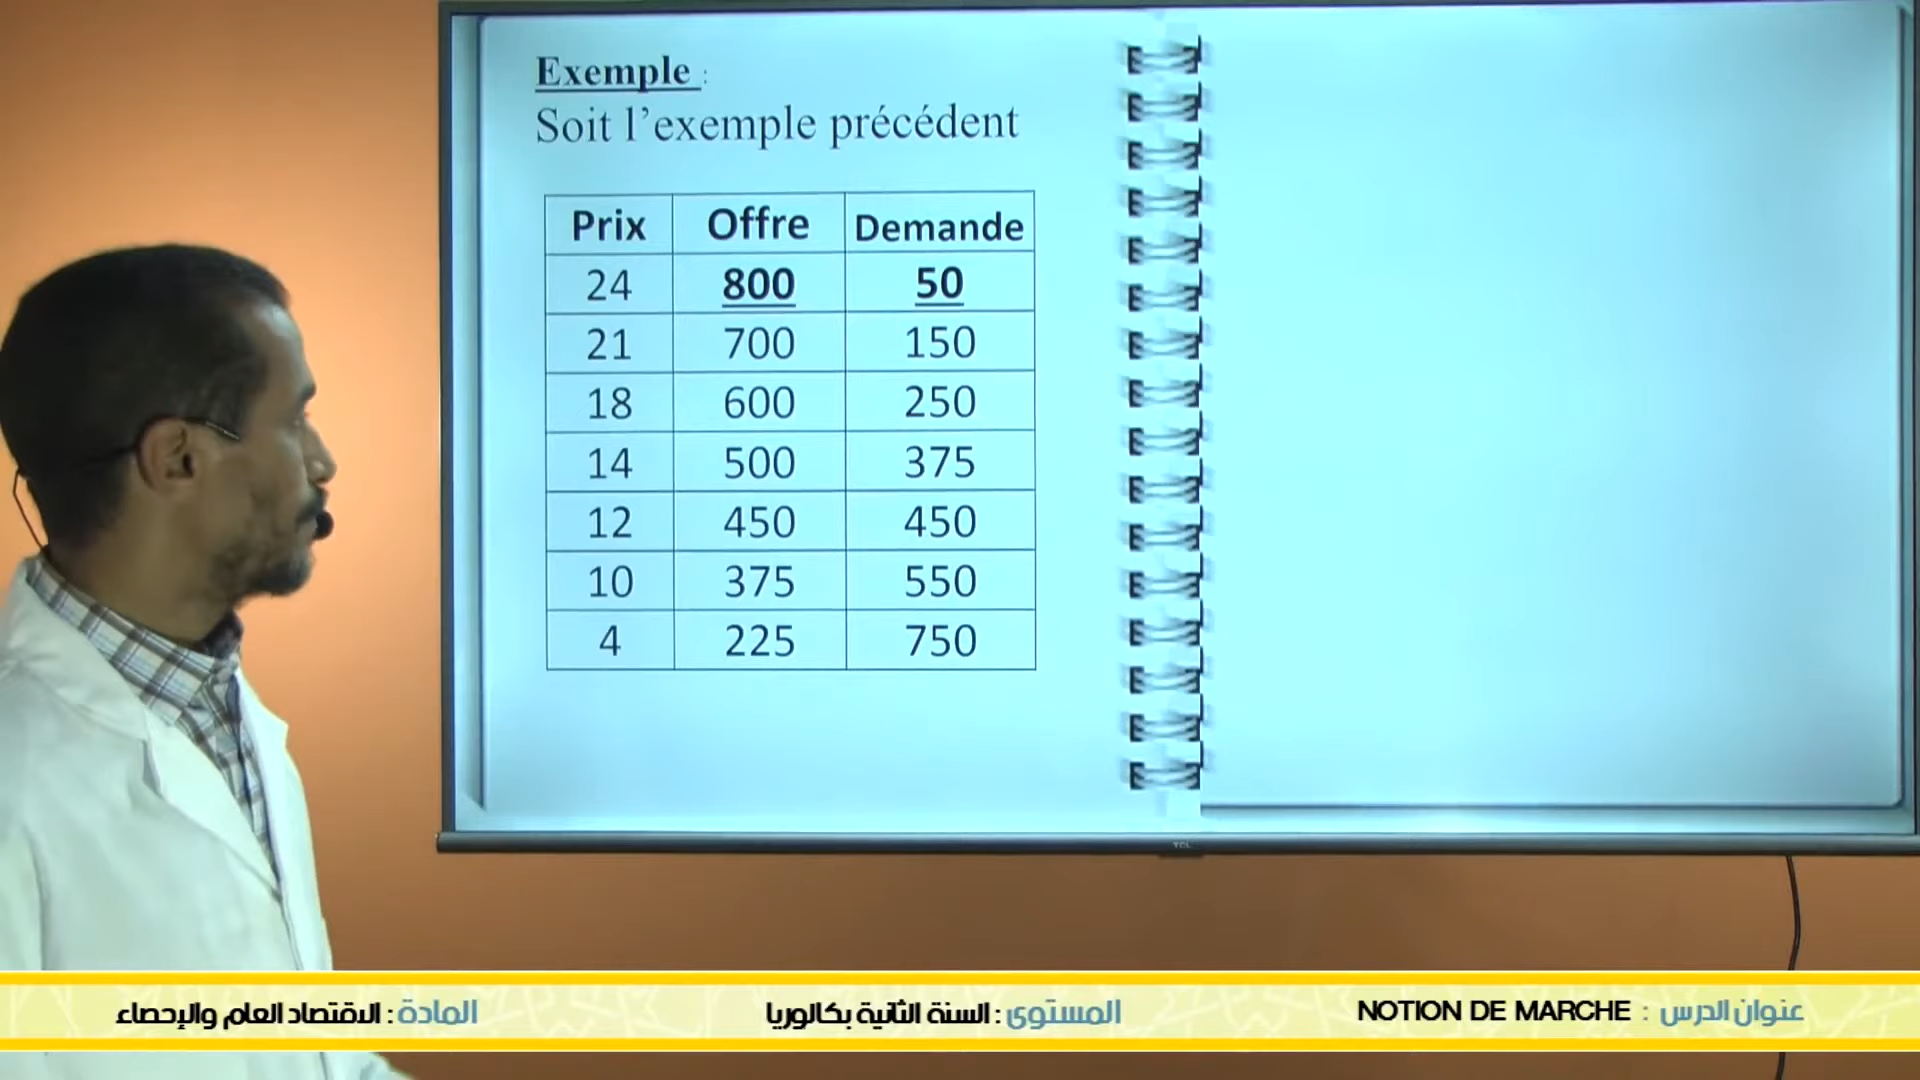 Exemple :
Soit l'exemple précédent
Prix Offre Demande
24 800 50
21 700 150
18 600 250
14 500 375
12 450 450
10 375 550
4 225 750
TCL
عنوان الدرس : NOTION DE MARCHE
المستوى : السنة الثانية بكالوريا
المادة : الاقتصاد العام والإحصاء